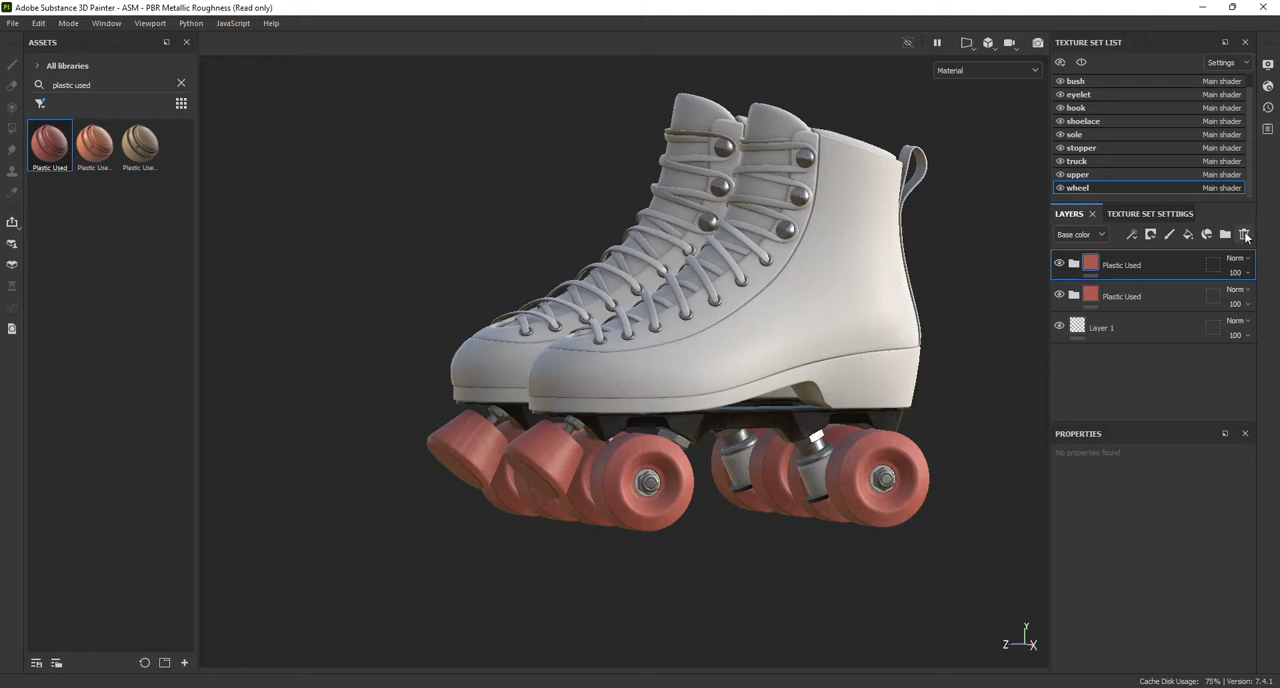 Pt Adobe Substance 3D Painter - ASM - PBR Metallic Roughness (Read only)
File Edit Mode Window Viewport Python JavaScript Help
ASSETS
All libraries
plastic used
Plastic Used Plastic Use... Plastic Use...
Material
Z Y X
TEXTURE SET LIST
Settings
bush Main shader
eyelet Main shader
hook Main shader
shoelace Main shader
sole Main shader
stopper Main shader
truck Main shader
upper Main shader
wheel Main shader
LAYERS TEXTURE SET SETTINGS
Base color
Plastic Used Norm
100
Plastic Used Norm
100
Layer 1 Norm
100
PROPERTIES
No properties found
Cache Disk Usage: 75% | Version: 7.4.1